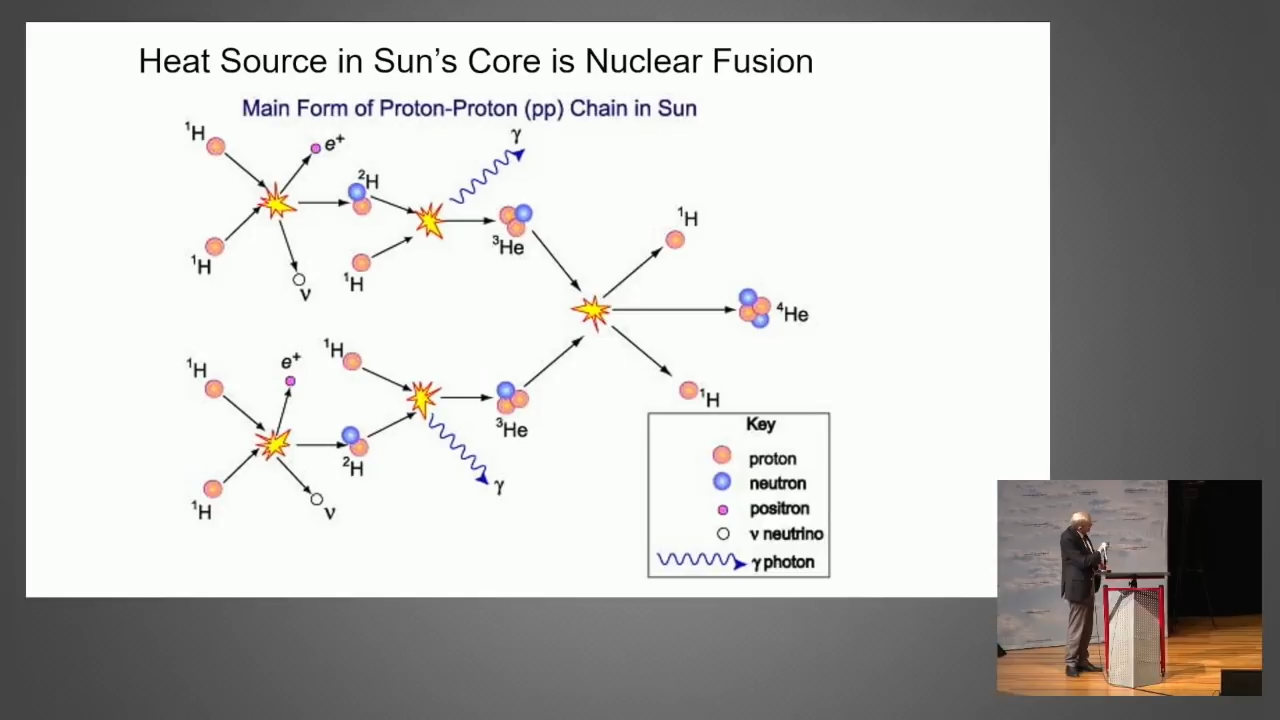 Heat Source in Sun's Core is Nuclear Fusion
Main Form of Proton-Proton (pp) Chain in Sun
¹H
e⁺
γ
²H
¹H
³He
¹H
¹H
ν
⁴He
¹H
e⁺
¹H
¹H
³He
²H
γ
¹H
ν
Key
proton
neutron
positron
ν neutrino
γ photon